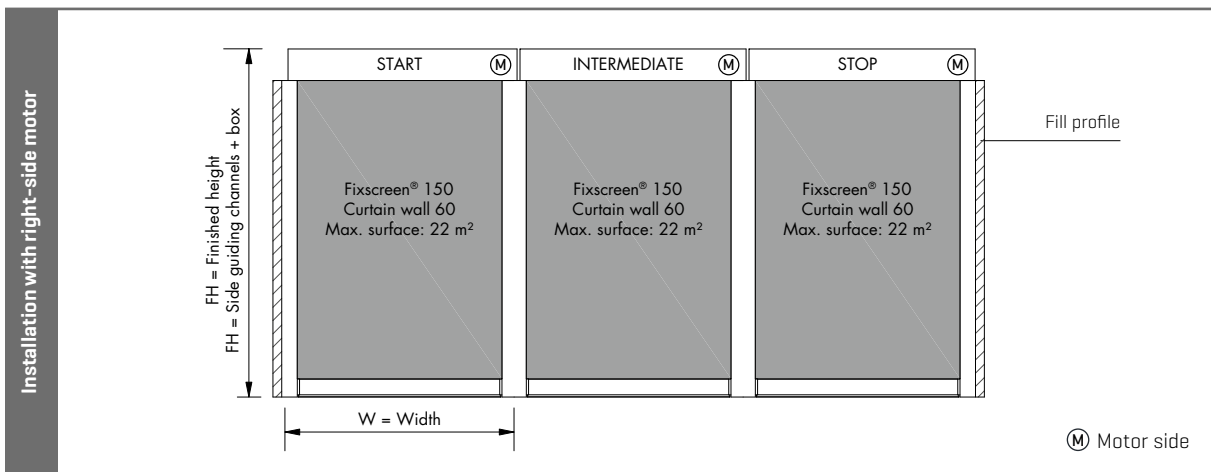 Installation with right-side motor
FH = Finished height
FH = Side guiding channels + box
START
M
INTERMEDIATE
M
STOP
M
Fill profile
Fixscreen® 150
Curtain wall 60
Max. surface: 22 m²
Fixscreen® 150
Curtain wall 60
Max. surface: 22 m²
Fixscreen® 150
Curtain wall 60
Max. surface: 22 m²
W = Width
M Motor side